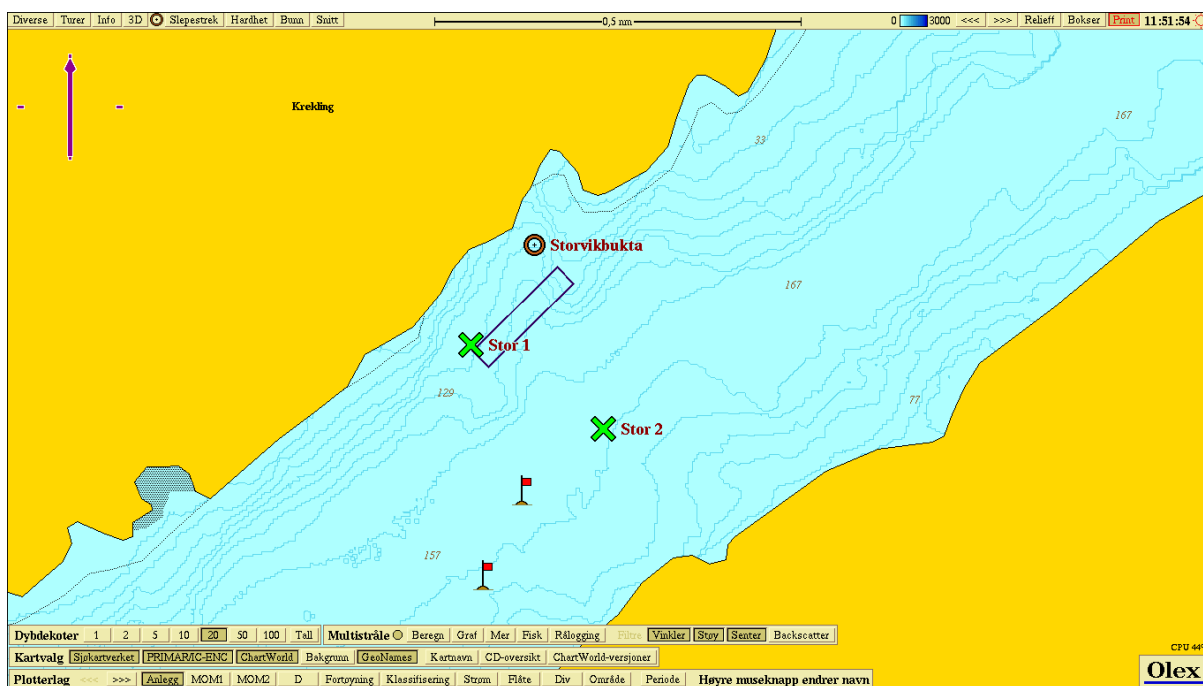 Diverse Turer Info 3D Slepestrek Hardhet Bunn Snitt 0,5 nm 0 3000 <<< >>> Relieff Bokser Print 11:51:54
Krekling
167
33
Storvikbukta
167
Stor 1
129
77
Stor 2
157
Dybdekoter 1 2 5 10 20 50 100 Tall Multistråle Beregn Graf Mer Fisk Rålogging Filtre Vinkler Støy Senter Backscatter
CPU 44%
Kartvalg Sjøkartverket PRIMAR/IC-ENC ChartWorld Bakgrunn GeoNames Kartnavn CD-oversikt ChartWorld-versjoner
Plotterlag <<< >>> Anlegg MOM1 MOM2 D Fortøyning Klassifisering Strøm Flåte Div Område Periode Høyre museknapp endrer navn
Olex